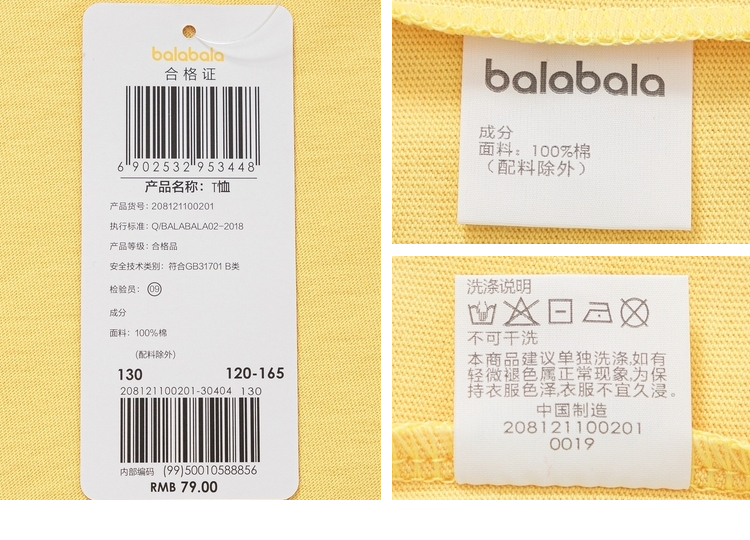 balabala
合格证
6 902532 953448
产品名称：T恤
产品货号：208121100201
执行标准：Q/BALABALA02-2018
产品等级：合格品
安全技术类别：符合GB31701 B类
检验员：09
成分
面料：100%棉
（配料除外）
130 120-165
208121100201-30404 130
内部编码 (99)50010588856
RMB 79.00
balabala
成分
面料：100%棉
（配料除外）
洗涤说明
不可干洗
本商品建议单独洗涤,如有
轻微褪色属正常现象,为保
持衣服色泽,衣服不宜久浸。
中国制造
208121100201
0019